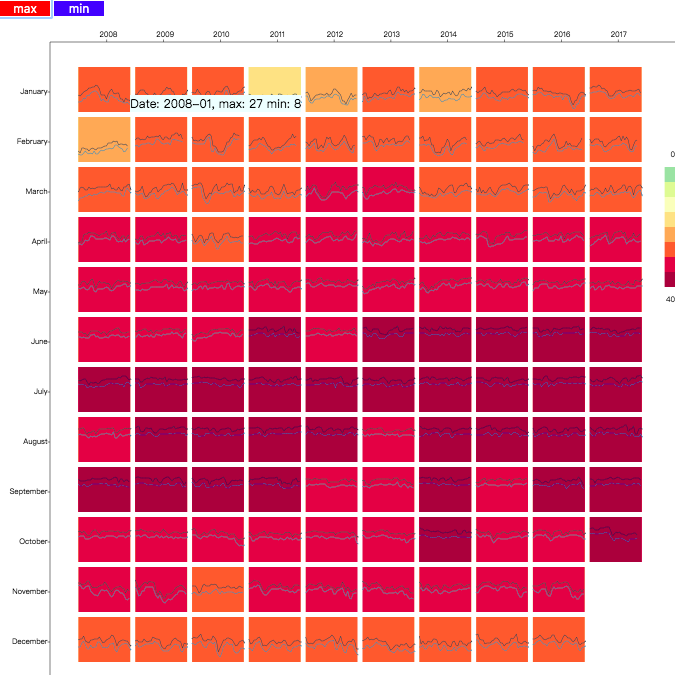 max min
2008 2009 2010 2011 2012 2013 2014 2015 2016 2017
January
Date: 2008-01, max: 27 min: 8
February
0
March
April
May
40
June
July
August
September
October
November
December